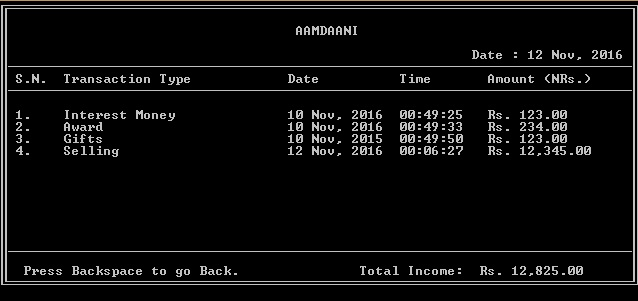 AAMDAANI
Date : 12 Nov, 2016
S.N. Transaction Type Date Time Amount (NRs.)
1. Interest Money 10 Nov, 2016 00:49:25 Rs. 123.00
2. Award 10 Nov, 2016 00:49:33 Rs. 234.00
3. Gifts 10 Nov, 2015 00:49:50 Rs. 123.00
4. Selling 12 Nov, 2016 00:06:27 Rs. 12,345.00
Press Backspace to go Back. Total Income: Rs. 12,825.00